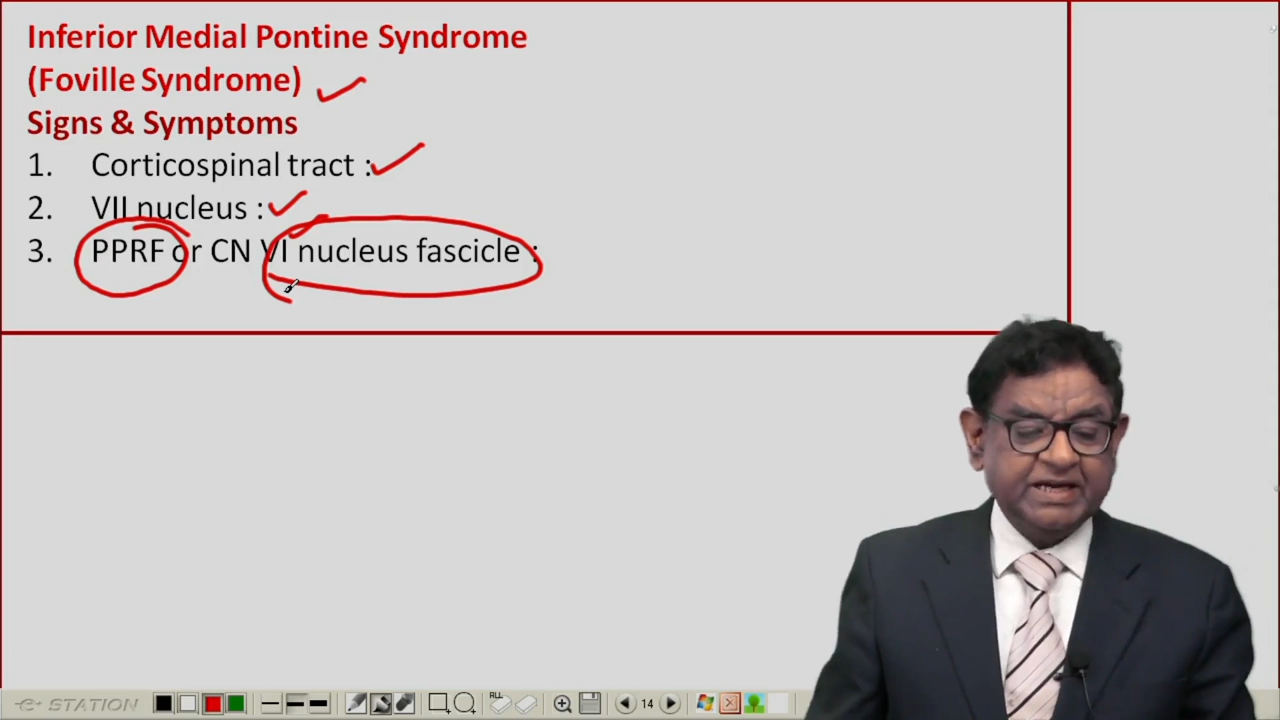 Inferior Medial Pontine Syndrome
(Foville Syndrome)
Signs & Symptoms
1. Corticospinal tract :
2. VII nucleus :
3. PPRF or CN VI nucleus fascicle :
e-STATION
ALL
14